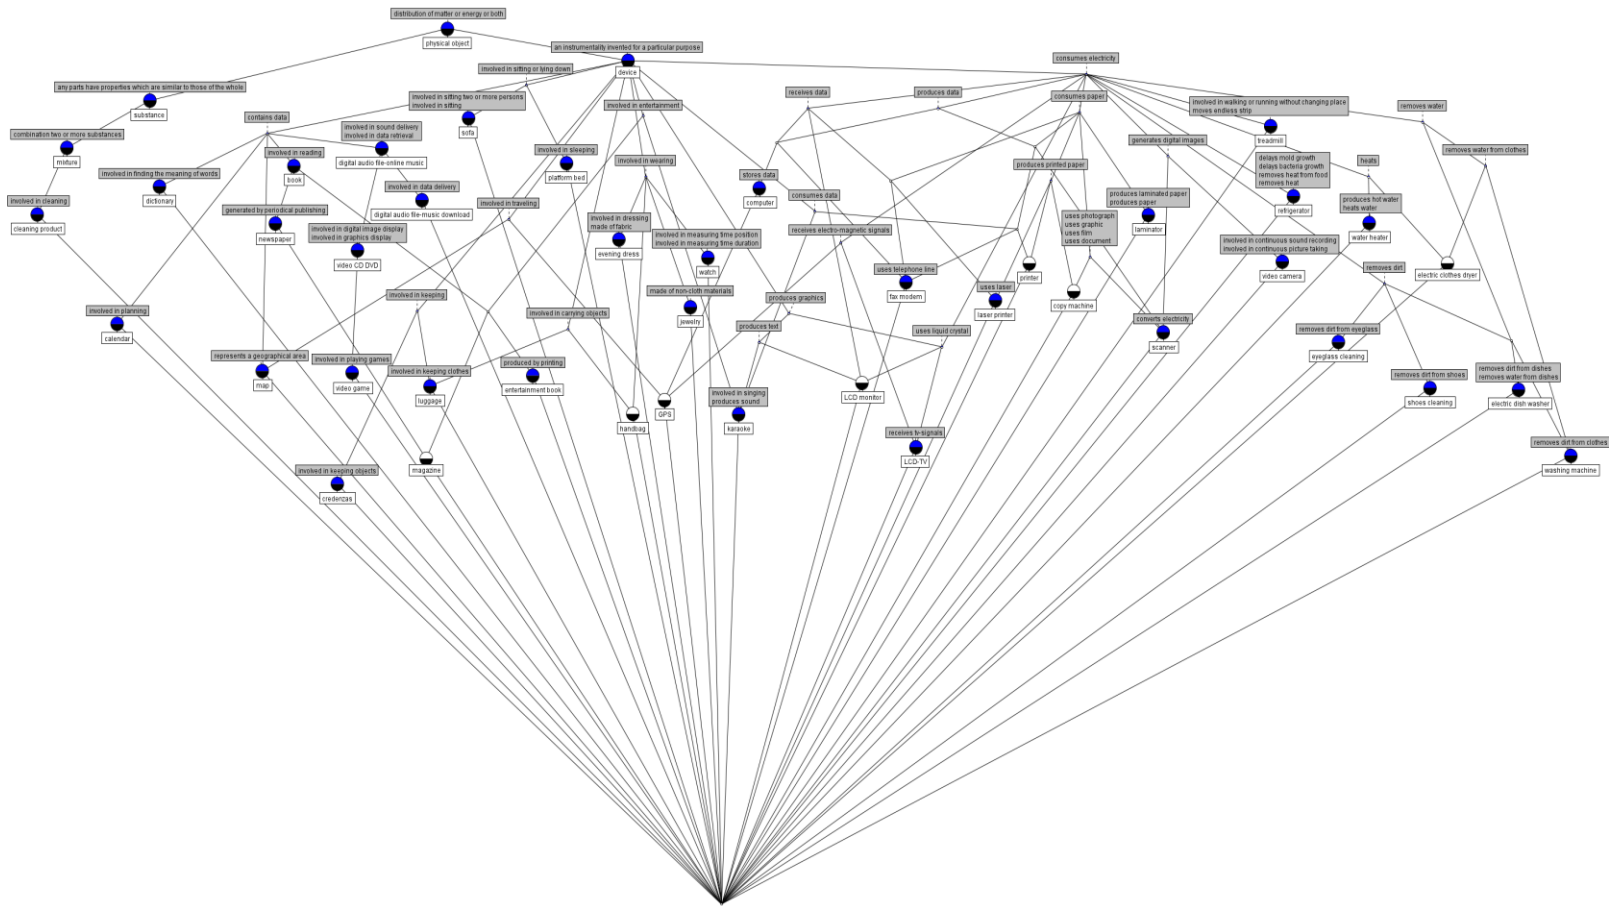 distribution of matter or energy or both
physical object
an instrumentality invented for a particular purpose
device
consumes electricity
involved in sitting or lying down
any parts have properties which are similar to those of the whole
substance
contains data
involved in sitting two or more persons
involved in sitting
sofa
involved in entertainment
receives data
produces data
consumes paper
involved in walking or running without changing place
moves endless strip
treadmill
removes water
combination two or more substances
mixture
involved in sound delivery
involved in data retrieval
digital audio file-online music
involved in reading
book
involved in sleeping
platform bed
involved in wearing
generates digital images
delays mold growth
delays bacteria growth
removes heat from food
removes heat
refrigerator
heats
removes water from clothes
involved in finding the meaning of words
dictionary
involved in data delivery
digital audio file-music download
stores data
computer
consumes data
produces printed paper
produces laminated paper
produces paper
laminator
involved in cleaning
cleaning product
generated by periodical publishing
newspaper
involved in digital image display
involved in graphics display
video CD DVD
involved in traveling
involved in dressing
made of fabric
evening dress
involved in measuring time position
involved in measuring time duration
watch
receives electro-magnetic signals
uses photograph
uses graphic
uses film
uses document
produces hot water
heats water
water heater
involved in continuous sound recording
involved in continuous picture taking
video camera
uses telephone line
fax modem
printer
copy machine
removes dirt
electric clothes dryer
involved in planning
calendar
involved in keeping
involved in carrying objects
made of non-cloth materials
jewelry
produces graphics
produces text
uses laser
laser printer
uses liquid crystal
converts electricity
scanner
removes dirt from eyeglass
eyeglass cleaning
represents a geographical area
map
involved in playing games
video game
involved in keeping clothes
luggage
produced by printing
entertainment book
handbag
GPS
involved in singing
produces sound
karaoke
LCD monitor
removes dirt from shoes
shoes cleaning
removes dirt from dishes
removes water from dishes
electric dish washer
receives tv-signals
LCD-TV
involved in keeping objects
credenzas
magazine
removes dirt from clothes
washing machine